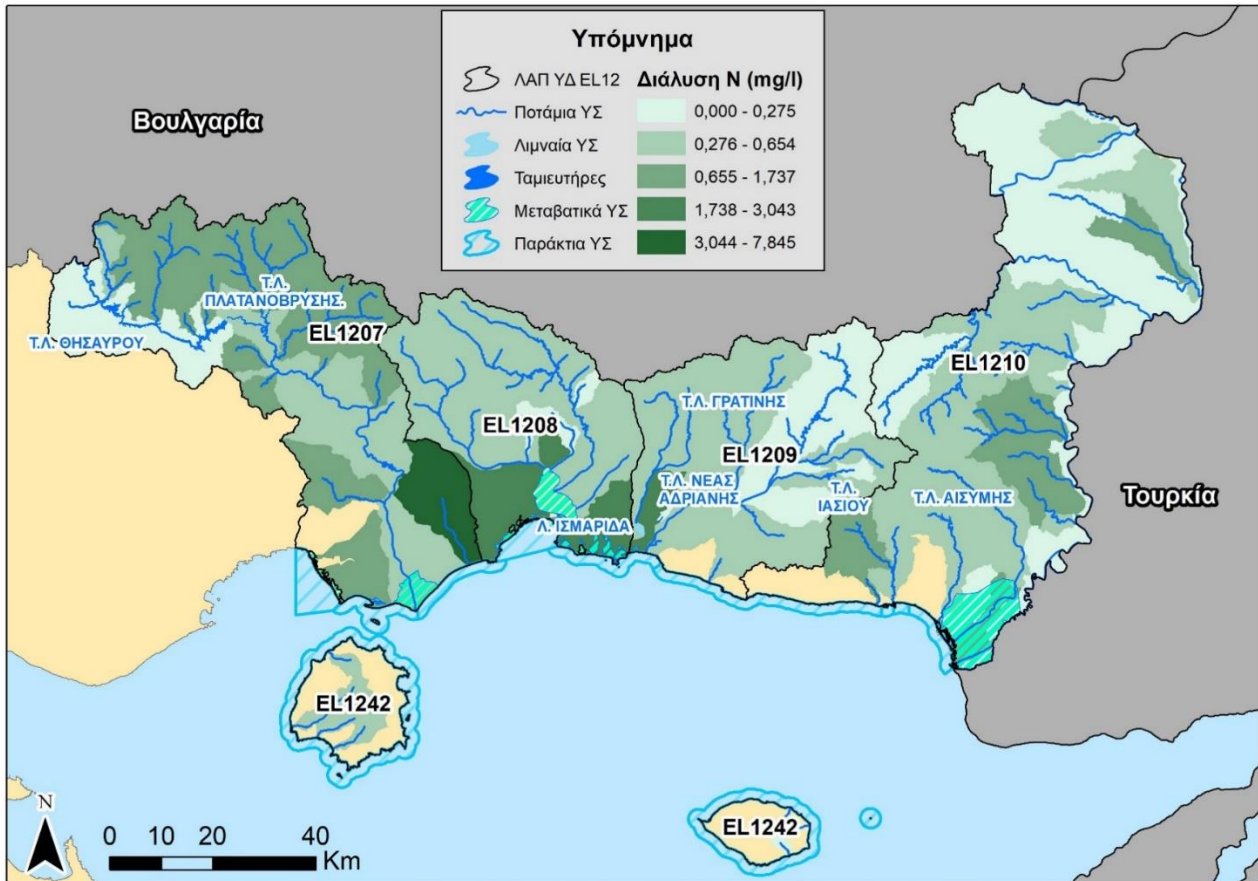 Υπόμνημα
ΛΑΠ ΥΔ EL12
Ποτάμια ΥΣ
Λιμναία ΥΣ
Ταμιευτήρες
Μεταβατικά ΥΣ
Παράκτια ΥΣ
Διάλυση Ν (mg/l)
0,000 - 0,275
0,276 - 0,654
0,655 - 1,737
1,738 - 3,043
3,044 - 7,845
Βουλγαρία
Τ.Λ.
ΠΛΑΤΑΝΟΒΡΥΣΗΣ.
Τ.Λ. ΘΗΣΑΥΡΟΥ
EL1207
EL1208
Τ.Λ. ΓΡΑΤΙΝΗΣ
EL1209
EL1210
Τ.Λ. ΝΕΑΣ
ΑΔΡΙΑΝΗΣ
Τ.Λ.
ΙΑΣΙΟΥ
Τ.Λ. ΑΙΣΥΜΗΣ
Τουρκία
Λ. ΙΣΜΑΡΙΔΑ
EL1242
EL1242
N
0 10 20 40
Km